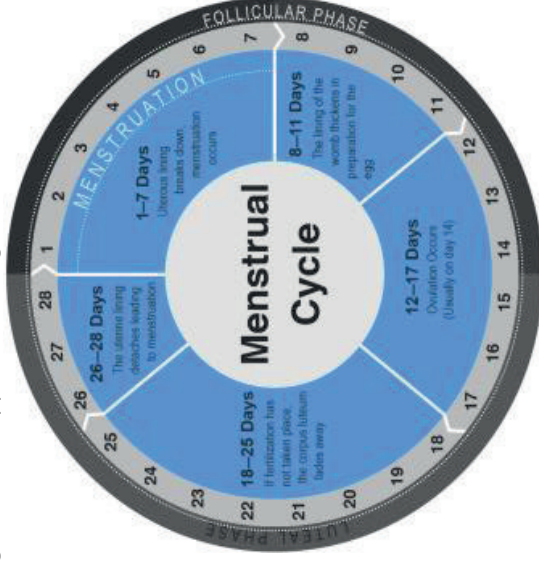 FOLLICULAR PHASE
MENSTRUATION
1
2
3
4
5
6
7
8
9
10
11
12
13
14
15
16
17
18
19
20
21
22
23
24
25
26
27
28
1–7 Days
Uterous lining
breaks down,
menstruation
occurs
8–11 Days
The lining of the
womb thickens in
preparation for the
egg
12–17 Days
Ovulation Occurs
(Usually on day 14)
18–25 Days
If fertilization has
not taken place,
the corpus luteum
fades away
26–28 Days
The uterine lining
detaches leading
to menstruation
Menstrual
Cycle
LUTEAL PHASE